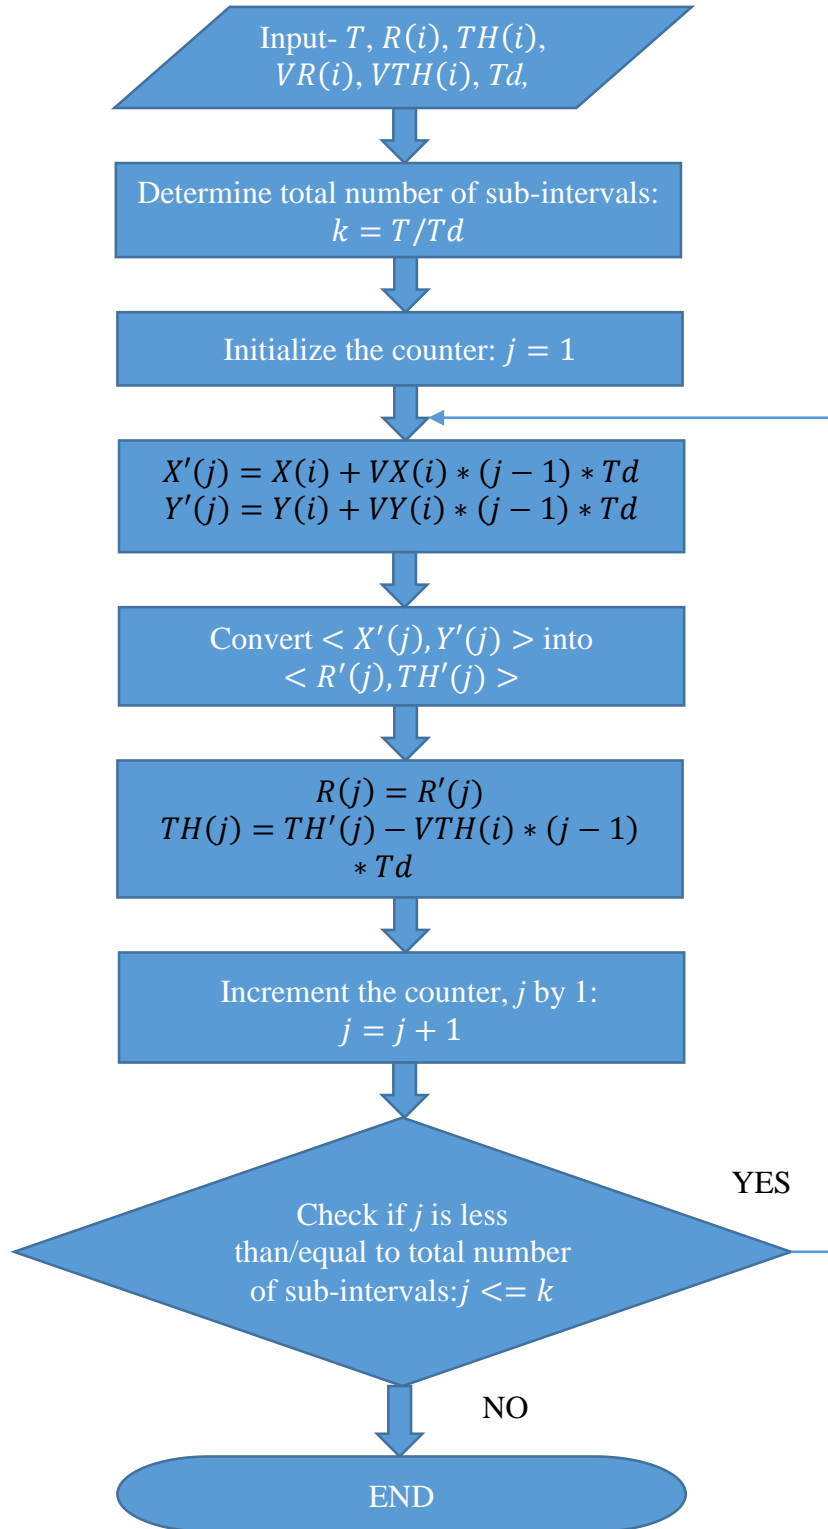 Input- T, R(i), TH(i),
VR(i), VTH(i), Td,
Determine total number of sub-intervals:
k = T/Td
Initialize the counter: j = 1
X′(j) = X(i) + VX(i) ∗ (j − 1) ∗ Td
Y′(j) = Y(i) + VY(i) ∗ (j − 1) ∗ Td
Convert < X′(j), Y′(j) > into
< R′(j), TH′(j) >
R(j) = R′(j)
TH(j) = TH′(j) − VTH(i) ∗ (j − 1)
∗ Td
Increment the counter, j by 1:
j = j + 1
YES
Check if j is less
than/equal to total number
of sub-intervals:j <= k
NO
END